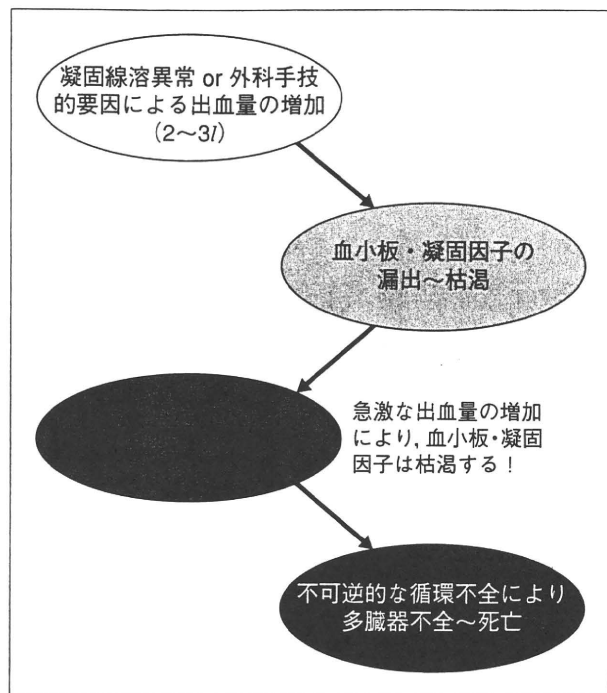 凝固線溶異常 or 外科手技
的要因による出血量の増加
(2〜3l)
血小板・凝固因子の
漏出〜枯渇
急激な出血量の増加
により,血小板・凝固
因子は枯渇する!
不可逆的な循環不全により
多臓器不全〜死亡